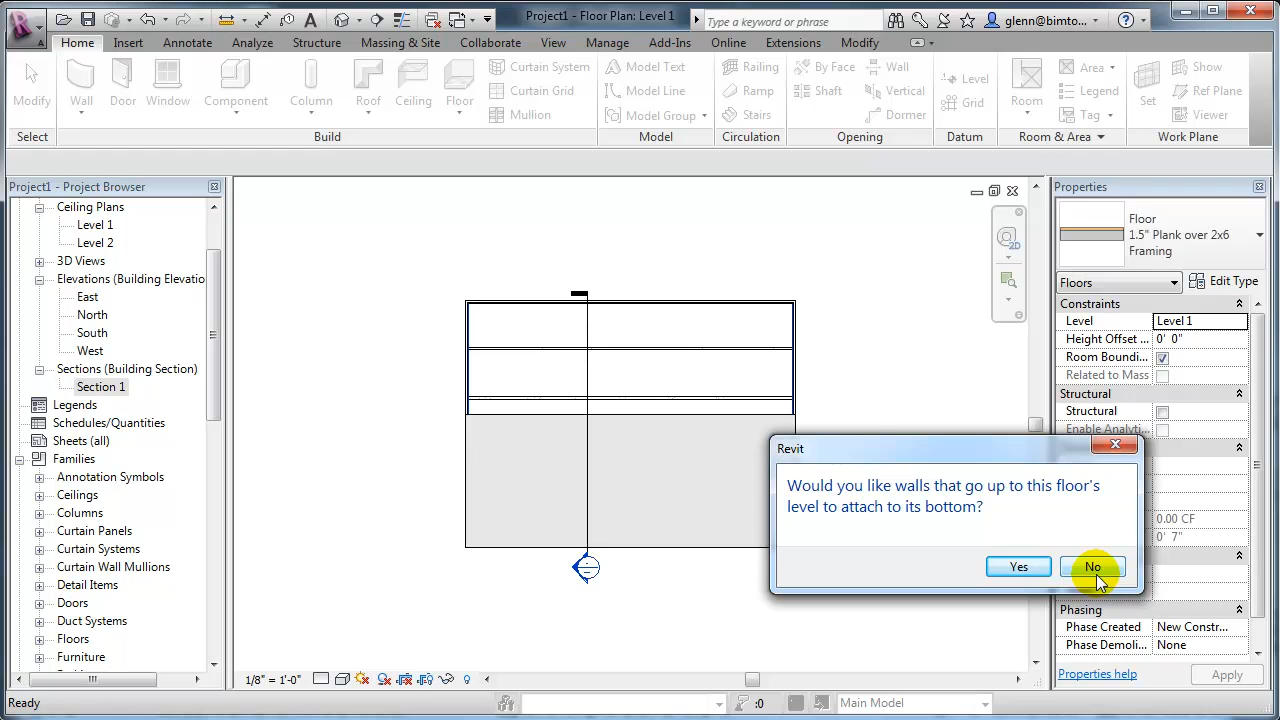 Project1 - Floor Plan: Level 1
Type a keyword or phrase
glenn@bimto...
Home Insert Annotate Analyze Structure Massing & Site Collaborate View Manage Add-Ins Online Extensions Modify
Modify Wall Door Window Component Column Roof Ceiling Floor
Curtain System
Curtain Grid
Mullion
Model Text
Model Line
Model Group
Railing
Ramp
Stairs
By Face
Shaft
Wall
Vertical
Dormer
Level
Grid
Room
Area
Legend
Tag
Set
Show
Ref Plane
Viewer
Select Build Model Circulation Opening Datum Room & Area Work Plane
Project1 - Project Browser
Ceiling Plans
Level 1
Level 2
3D Views
Elevations (Building Elevatio
East
North
South
West
Sections (Building Section)
Section 1
Legends
Schedules/Quantities
Sheets (all)
Families
Annotation Symbols
Ceilings
Columns
Curtain Panels
Curtain Systems
Curtain Wall Mullions
Detail Items
Doors
Duct Systems
Floors
Furniture
2D
Properties
Floor
1.5" Plank over 2x6
Framing
Floors
Edit Type
Constraints
Level Level 1
Height Offset ... 0' 0"
Room Boundi...
Related to Mass
Structural
Structural
Enable Analyti...
0.00 CF
0' 7"
Phasing
Phase Created New Constr...
Phase Demoli... None
Properties help
Apply
Revit
Would you like walls that go up to this floor's
level to attach to its bottom?
Yes No
1/8" = 1'-0"
Ready
:0
Main Model